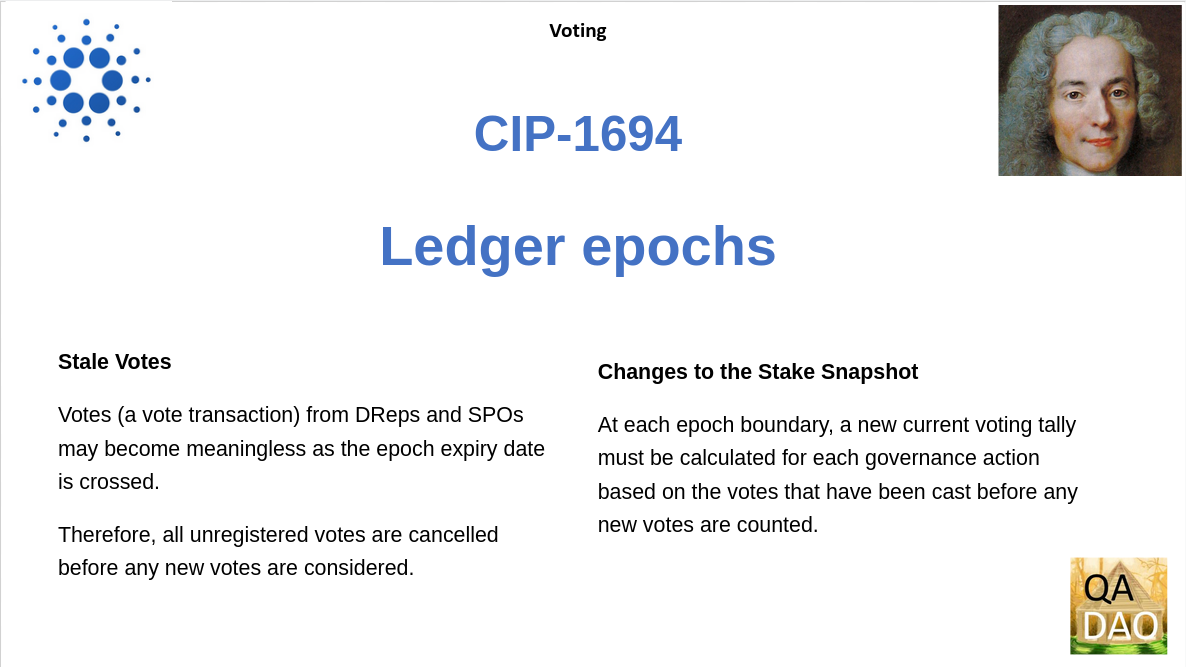 Voting
CIP-1694
Ledger epochs
Stale Votes
Votes (a vote transaction) from DReps and SPOs
may become meaningless as the epoch expiry date
is crossed.
Therefore, all unregistered votes are cancelled
before any new votes are considered.
Changes to the Stake Snapshot
At each epoch boundary, a new current voting tally
must be calculated for each governance action
based on the votes that have been cast before any
new votes are counted.
QA
DAO